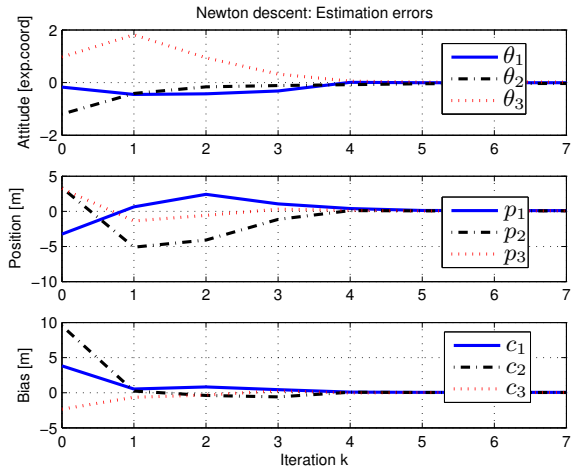 Newton descent: Estimation errors
Attitude [exp.coord]
2
0
−2
0 1 2 3 4 5 6 7
θ1
θ2
θ3
Position [m]
5
0
−5
−10
0 1 2 3 4 5 6 7
p1
p2
p3
Bias [m]
10
5
0
−5
0 1 2 3 4 5 6 7
c1
c2
c3
Iteration k